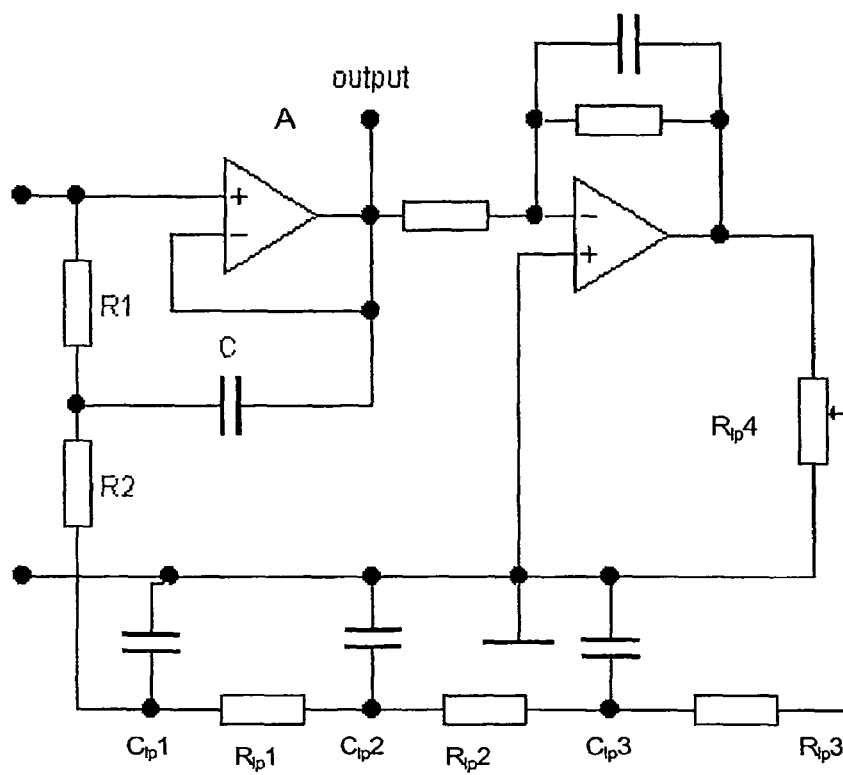 output
A
+
−
−
+
R1
C
R2
Rlp4
Clp1
Rlp1
Clp2
Rlp2
Clp3
Rlp3